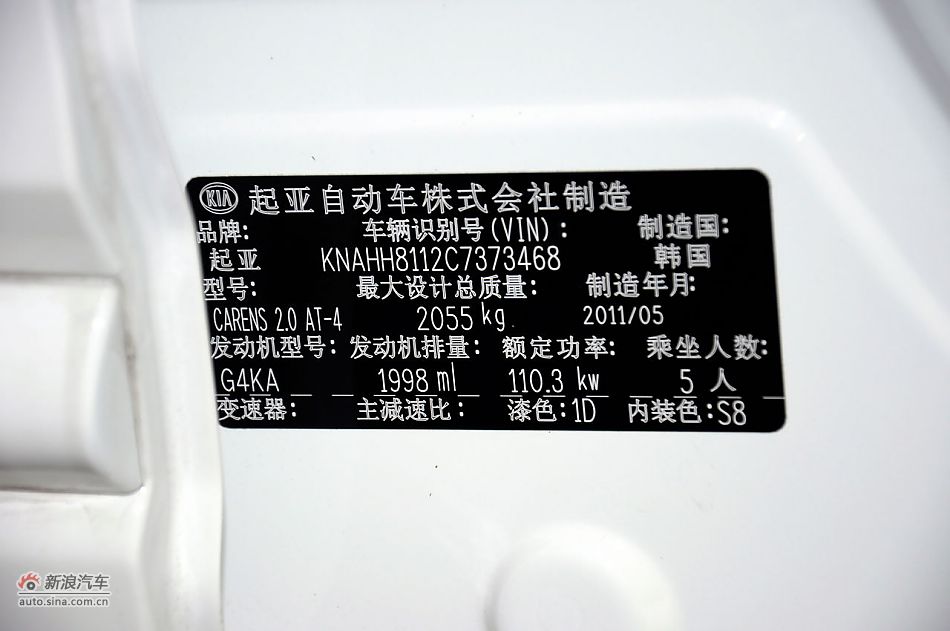 KIA 起亚自动车株式会社制造
品牌: 车辆识别号(VIN): 制造国:
起亚 KNAHH8112C7373468 韩国
型号: 最大设计总质量: 制造年月:
CARENS 2.0 AT-4 2055 kg 2011/05
发动机型号: 发动机排量: 额定功率: 乘坐人数:
G4KA 1998 ml 110.3 kw 5 人
变速器: 主减速比: 漆色:1D 内装色:S8
新浪汽车
auto.sina.com.cn